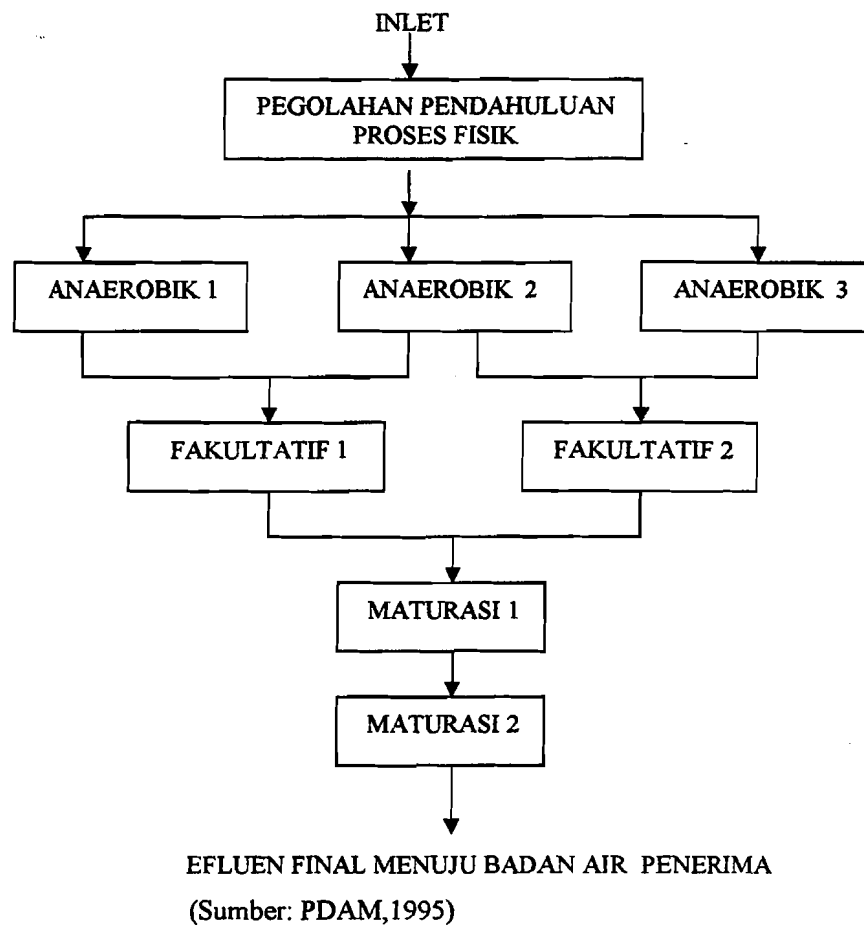 INLET
PEGOLAHAN PENDAHULUAN
PROSES FISIK
ANAEROBIK 1
ANAEROBIK 2
ANAEROBIK 3
FAKULTATIF 1
FAKULTATIF 2
MATURASI 1
MATURASI 2
EFLUEN FINAL MENUJU BADAN AIR PENERIMA
(Sumber: PDAM,1995)